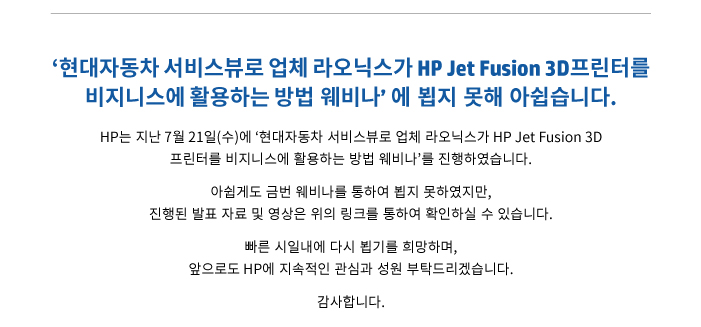 ‘현대자동차 서비스뷰로 업체 라오닉스가 HP Jet Fusion 3D프린터를
비지니스에 활용하는 방법 웨비나’ 에 뵙지 못해 아쉽습니다.
HP는 지난 7월 21일(수)에 ‘현대자동차 서비스뷰로 업체 라오닉스가 HP Jet Fusion 3D
프린터를 비지니스에 활용하는 방법 웨비나’를 진행하였습니다.
아쉽게도 금번 웨비나를 통하여 뵙지 못하였지만,
진행된 발표 자료 및 영상은 위의 링크를 통하여 확인하실 수 있습니다.
빠른 시일내에 다시 뵙기를 희망하며,
앞으로도 HP에 지속적인 관심과 성원 부탁드리겠습니다.
감사합니다.